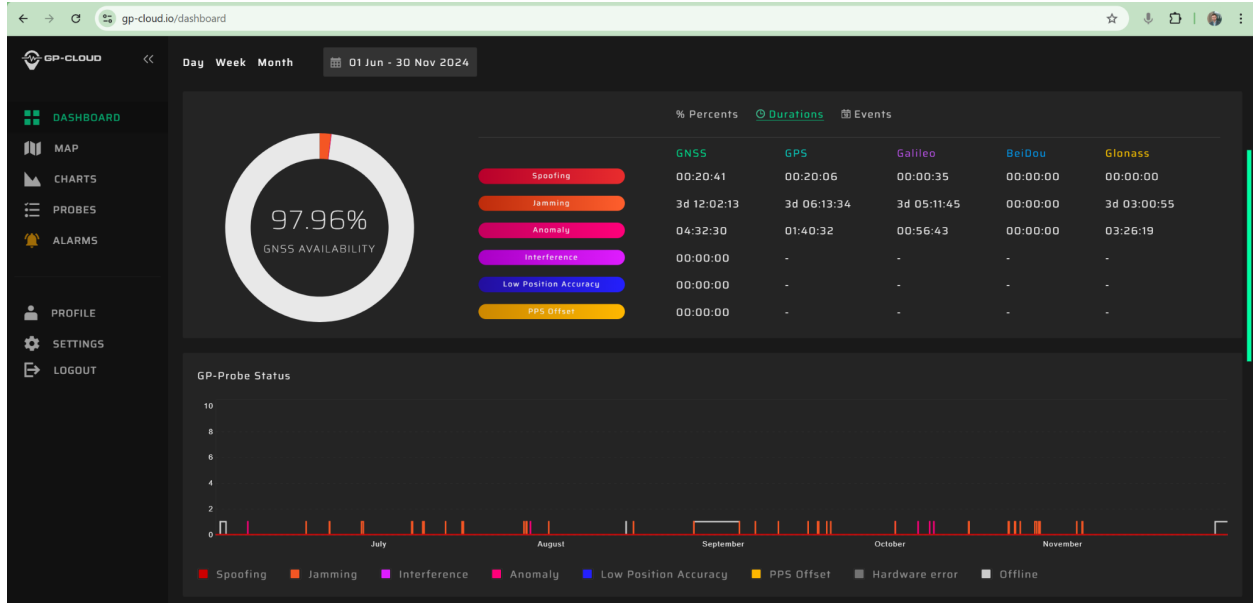 gp-cloud.io/dashboard
GP-CLOUD
Day Week Month 01 Jun - 30 Nov 2024
DASHBOARD
MAP
CHARTS
PROBES
ALARMS
PROFILE
SETTINGS
LOGOUT
97.96%
GNSS AVAILABILITY
% Percents Durations Events
GNSS GPS Galileo BeiDou Glonass
Spoofing 00:20:41 00:20:06 00:00:35 00:00:00 00:00:00
Jamming 3d 12:02:13 3d 06:13:34 3d 05:11:45 00:00:00 3d 03:00:55
Anomaly 04:32:30 01:40:32 00:56:43 00:00:00 03:26:19
Interference 00:00:00 - - - -
Low Position Accuracy 00:00:00 - - - -
PPS Offset 00:00:00 - - - -
GP-Probe Status
10
8
6
4
2
0
July August September October November
Spoofing Jamming Interference Anomaly Low Position Accuracy PPS Offset Hardware error Offline